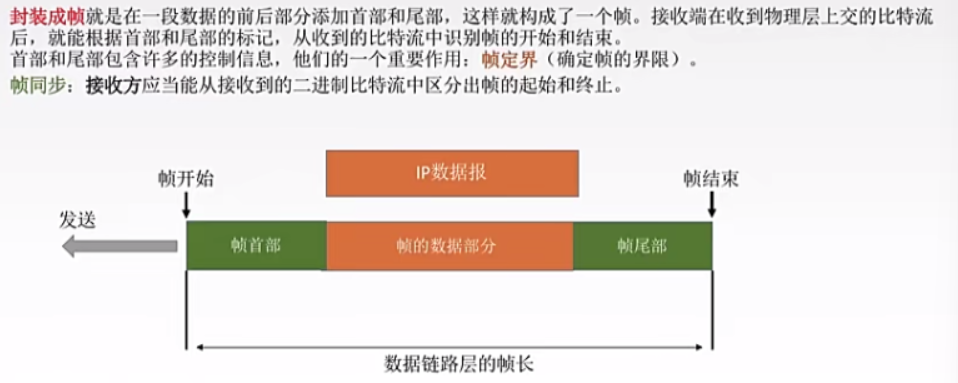 封装成帧就是在一段数据的前后部分添加首部和尾部，这样就构成了一个帧。接收端在收到物理层上交的比特流
后，就能根据首部和尾部的标记，从收到的比特流中识别帧的开始和结束。
首部和尾部包含许多的控制信息，他们的一个重要作用：帧定界（确定帧的界限）。
帧同步：接收方应当能从接收到的二进制比特流中区分出帧的起始和终止。
IP数据报
帧开始
帧结束
发送
帧首部
帧的数据部分
帧尾部
数据链路层的帧长